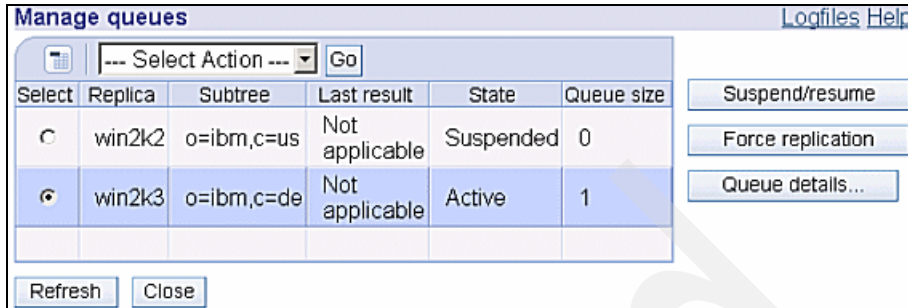 Manage queues Logfiles Help
--- Select Action --- Go
Select Replica Subtree Last result State Queue size
win2k2 o=ibm,c=us Not applicable Suspended 0
win2k3 o=ibm,c=de Not applicable Active 1
Suspend/resume
Force replication
Queue details...
Refresh Close